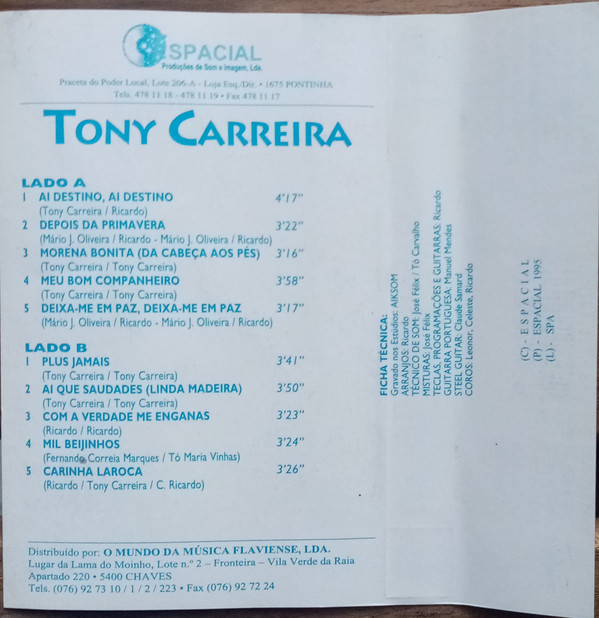 ESPACIAL
Produções de Som e Imagem, Lda.
Praceta do Poder Local, Lote 206-A - Loja Esq./Dir. • 1675 PONTINHA
Tels. 478 11 18 - 478 11 19 • Fax 478 11 17
TONY CARREIRA
LADO A
1 AI DESTINO, AI DESTINO 4'17"
(Tony Carreira / Ricardo)
2 DEPOIS DA PRIMAVERA 3'22"
(Mário J. Oliveira / Ricardo - Mário J. Oliveira / Ricardo)
3 MORENA BONITA (DA CABEÇA AOS PÉS) 3'16"
(Tony Carreira / Tony Carreira)
4 MEU BOM COMPANHEIRO 3'58"
(Tony Carreira / Tony Carreira)
5 DEIXA-ME EM PAZ, DEIXA-ME EM PAZ 3'17"
(Mário J. Oliveira / Ricardo - Mário J. Oliveira / Ricardo)
LADO B
1 PLUS JAMAIS 3'41"
(Tony Carreira / Tony Carreira)
2 AI QUE SAUDADES (LINDA MADEIRA) 3'50"
(Tony Carreira / Tony Carreira)
3 COM A VERDADE ME ENGANAS 3'23"
(Ricardo / Ricardo)
4 MIL BEIJINHOS 3'24"
(Fernando Correia Marques / Tó Maria Vinhas)
5 CARINHA LAROCA 3'26"
(Ricardo / Tony Carreira / C. Ricardo)
Distribuído por: O MUNDO DA MÚSICA FLAVIENSE, LDA.
Lugar da Lama do Moinho, Lote n.º 2 – Fronteira – Vila Verde da Raia
Apartado 220 • 5400 CHAVES
Tels. (076) 92 73 10 / 1 / 2 / 223 • Fax (076) 92 72 24
FICHA TÉCNICA:
Gravado nos Estúdios: AIKSOM
ARRANJOS: Ricardo
TÉCNICO DE SOM: José Félix / Tó Carvalho
MISTURAS: José Félix
TECLAS, PROGRAMAÇÕES E GUITARRAS: Ricardo
GUITARRA PORTUGUESA: Manuel Mendes
STEEL GUITAR: Claude Samard
COROS: Leonor, Celeste, Ricardo
(C) - ESPACIAL
(P) - ESPACIAL 1995
(L) - SPA